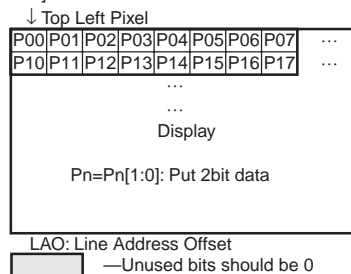 ↓ Top Left Pixel
P00 P01 P02 P03 P04 P05 P06 P07 …
P10 P11 P12 P13 P14 P15 P16 P17 …
…
…
Display
Pn=Pn[1:0]: Put 2bit data
LAO: Line Address Offset
—Unused bits should be 0